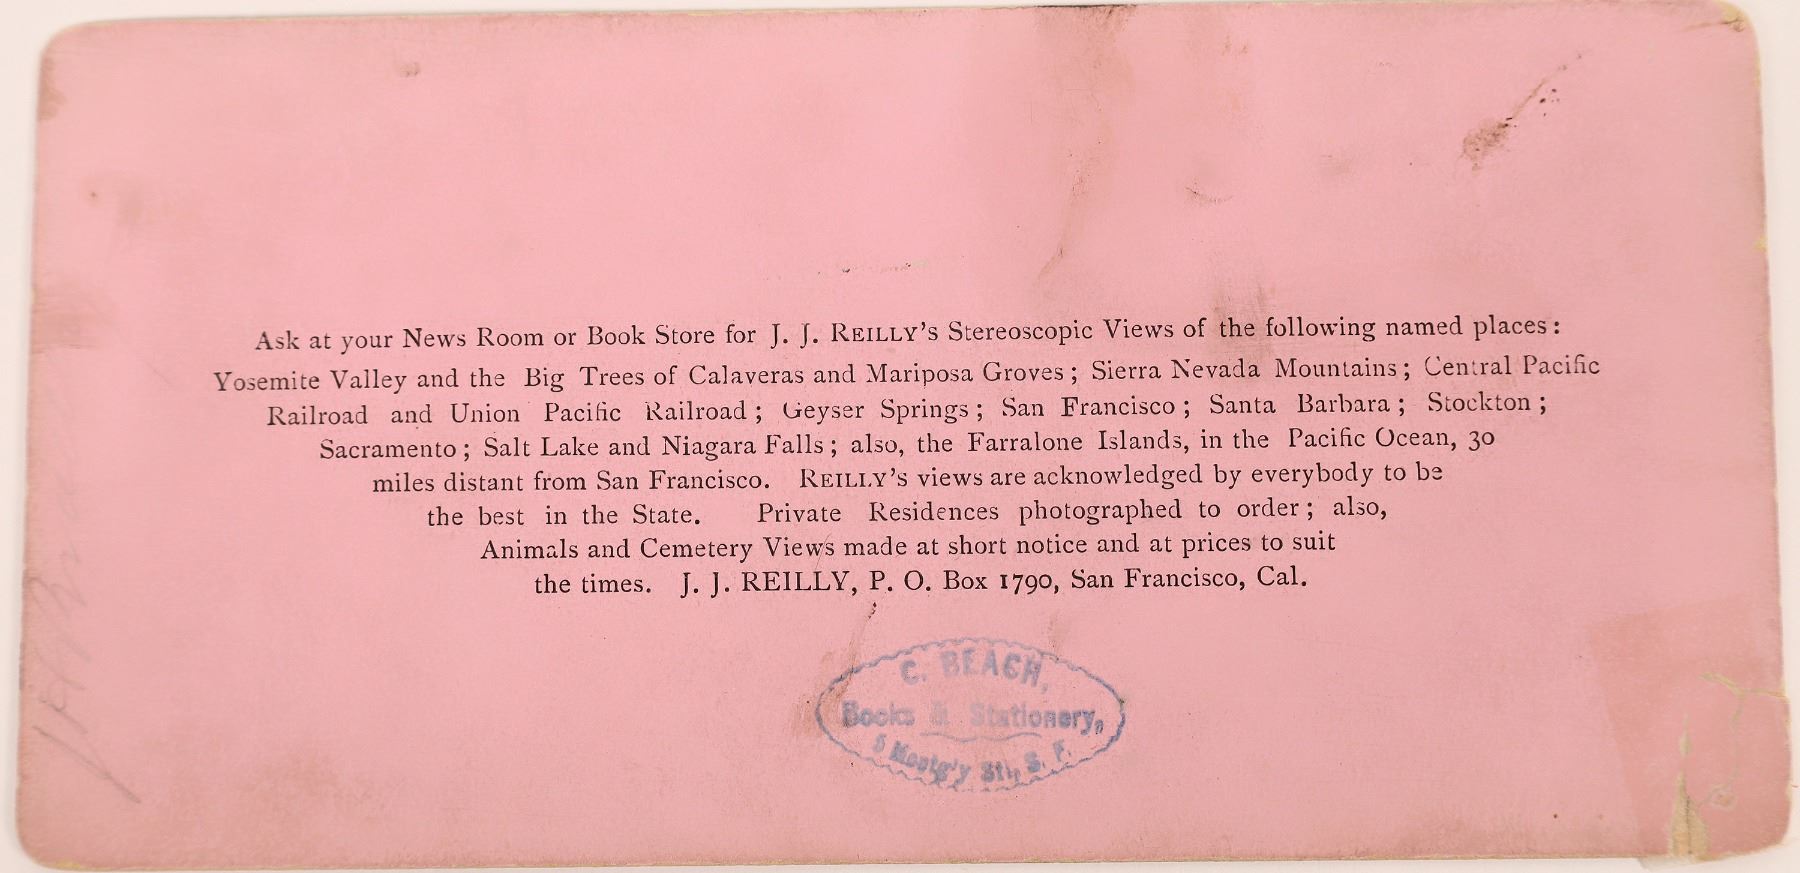 Ask at your News Room or Book Store for J. J. REILLY'S Stereoscopic Views of the following named places:
Yosemite Valley and the Big Trees of Calaveras and Mariposa Groves; Sierra Nevada Mountains; Central Pacific
Railroad and Union Pacific Railroad; Geyser Springs; San Francisco; Santa Barbara; Stockton;
Sacramento; Salt Lake and Niagara Falls; also, the Farralone Islands, in the Pacific Ocean, 30
miles distant from San Francisco. REILLY'S views are acknowledged by everybody to be
the best in the State. Private Residences photographed to order; also,
Animals and Cemetery Views made at short notice and at prices to suit
the times. J. J. REILLY, P. O. Box 1790, San Francisco, Cal.
C. BEACH,
Books & Stationery,
5 Montg'y St., S. F.